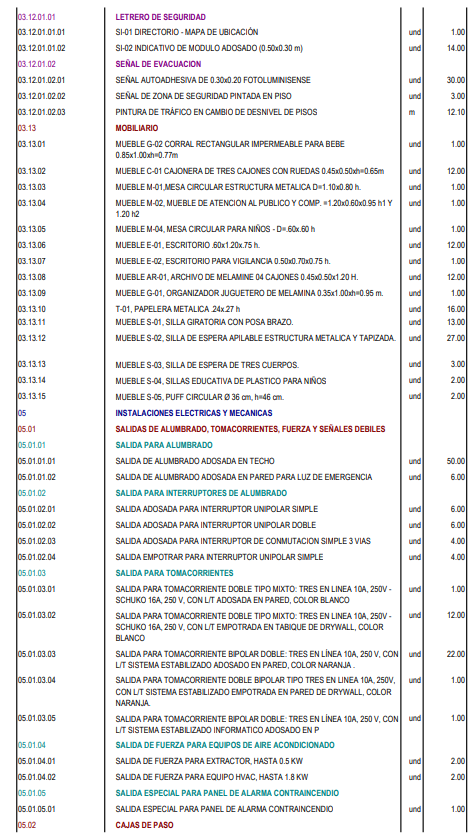 03.12.01.01 LETRERO DE SEGURIDAD
03.12.01.01.01 SI-01 DIRECTORIO - MAPA DE UBICACIÓN und 1.00
03.12.01.01.02 SI-02 INDICATIVO DE MODULO ADOSADO (0.50x0.30 m) und 14.00
03.12.01.02 SEÑAL DE EVACUACION
03.12.01.02.01 SEÑAL AUTOADHESIVA DE 0.30x0.20 FOTOLUMINISENSE und 30.00
03.12.01.02.02 SEÑAL DE ZONA DE SEGURIDAD PINTADA EN PISO und 3.00
03.12.01.02.03 PINTURA DE TRÁFICO EN CAMBIO DE DESNIVEL DE PISOS m 12.10
03.13 MOBILIARIO
03.13.01 MUEBLE G-02 CORRAL RECTANGULAR IMPERMEABLE PARA BEBE und 1.00
0.85x1.00xh=0.77m
03.13.02 MUEBLE C-01 CAJONERA DE TRES CAJONES CON RUEDAS 0.45x0.50xh=0.65m und 12.00
03.13.03 MUEBLE M-01,MESA CIRCULAR ESTRUCTURA METALICA D=1.10x0.80 h. und 1.00
03.13.04 MUEBLE M-02, MUEBLE DE ATENCION AL PUBLICO Y COMP. =1.20x0.60x0.95 h1 Y und 1.00
1.20 h2
03.13.05 MUEBLE M-04, MESA CIRCULAR PARA NIÑOS - D=.60x.60 h und 1.00
03.13.06 MUEBLE E-01, ESCRITORIO .60x1.20x.75 h. und 12.00
03.13.07 MUEBLE E-02, ESCRITORIO PARA VIGILANCIA 0.50x0.70x0.75 h. und 1.00
03.13.08 MUEBLE AR-01, ARCHIVO DE MELAMINE 04 CAJONES 0.45x0.50x1.20 H. und 12.00
03.13.09 MUEBLE G-01, ORGANIZADOR JUGUETERO DE MELAMINA 0.35x1.00xh=0.95 m. und 1.00
03.13.10 T-01, PAPELERA METALICA .24x.27 h und 16.00
03.13.11 MUEBLE S-01, SILLA GIRATORIA CON POSA BRAZO. und 13.00
03.13.12 MUEBLE S-02, SILLA DE ESPERA APILABLE ESTRUCTURA METALICA Y TAPIZADA. und 27.00
03.13.13 MUEBLE S-03, SILLA DE ESPERA DE TRES CUERPOS. und 3.00
03.13.14 MUEBLE S-04, SILLAS EDUCATIVA DE PLASTICO PARA NIÑOS und 2.00
03.13.15 MUEBLE S-05, PUFF CIRCULAR Ø 36 cm, h=46 cm. und 2.00
05 INSTALACIONES ELECTRICAS Y MECANICAS
05.01 SALIDAS DE ALUMBRADO, TOMACORRIENTES, FUERZA Y SEÑALES DEBILES
05.01.01 SALIDA PARA ALUMBRADO
05.01.01.01 SALIDA DE ALUMBRADO ADOSADA EN TECHO und 50.00
05.01.01.02 SALIDA DE ALUMBRADO ADOSADA EN PARED PARA LUZ DE EMERGENCIA und 6.00
05.01.02 SALIDA PARA INTERRUPTORES DE ALUMBRADO
05.01.02.01 SALIDA ADOSADA PARA INTERRUPTOR UNIPOLAR SIMPLE und 6.00
05.01.02.02 SALIDA ADOSADA PARA INTERRUPTOR UNIPOLAR DOBLE und 6.00
05.01.02.03 SALIDA ADOSADA PARA INTERRUPTOR DE CONMUTACION SIMPLE 3 VIAS und 4.00
05.01.02.04 SALIDA EMPOTRAR PARA INTERRUPTOR UNIPOLAR SIMPLE und 4.00
05.01.03 SALIDA PARA TOMACORRIENTES
05.01.03.01 SALIDA PARA TOMACORRIENTE DOBLE TIPO MIXTO: TRES EN LINEA 10A, 250V - und 1.00
SCHUKO 16A, 250 V, CON L/T ADOSADA EN PARED, COLOR BLANCO
05.01.03.02 SALIDA PARA TOMACORRIENTE DOBLE TIPO MIXTO: TRES EN LINEA 10A, 250V - und 12.00
SCHUKO 16A, 250 V, CON L/T EMPOTRADA EN TABIQUE DE DRYWALL, COLOR
BLANCO
05.01.03.03 SALIDA PARA TOMACORRIENTE BIPOLAR DOBLE: TRES EN LÍNEA 10A, 250 V, CON und 22.00
L/T SISTEMA ESTABILIZADO ADOSADO EN PARED, COLOR NARANJA .
05.01.03.04 SALIDA PARA TOMACORRIENTE DOBLE BIPOLAR TIPO TRES EN LINEA 10A, 250V, und 1.00
CON L/T SISTEMA ESTABILIZADO EMPOTRADA EN PARED DE DRYWALL, COLOR
NARANJA.
05.01.03.05 SALIDA PARA TOMACORRIENTE BIPOLAR DOBLE: TRES EN LÍNEA 10A, 250 V, CON und 1.00
L/T SISTEMA ESTABILIZADO INFORMATICO ADOSADO EN P
05.01.04 SALIDA DE FUERZA PARA EQUIPOS DE AIRE ACONDICIONADO
05.01.04.01 SALIDA DE FUERZA PARA EXTRACTOR, HASTA 0.5 KW und 2.00
05.01.04.02 SALIDA DE FUERZA PARA EQUIPO HVAC, HASTA 1.8 KW und 2.00
05.01.05 SALIDA ESPECIAL PARA PANEL DE ALARMA CONTRAINCENDIO
05.01.05.01 SALIDA ESPECIAL PARA PANEL DE ALARMA CONTRAINCENDIO und 1.00
05.02 CAJAS DE PASO